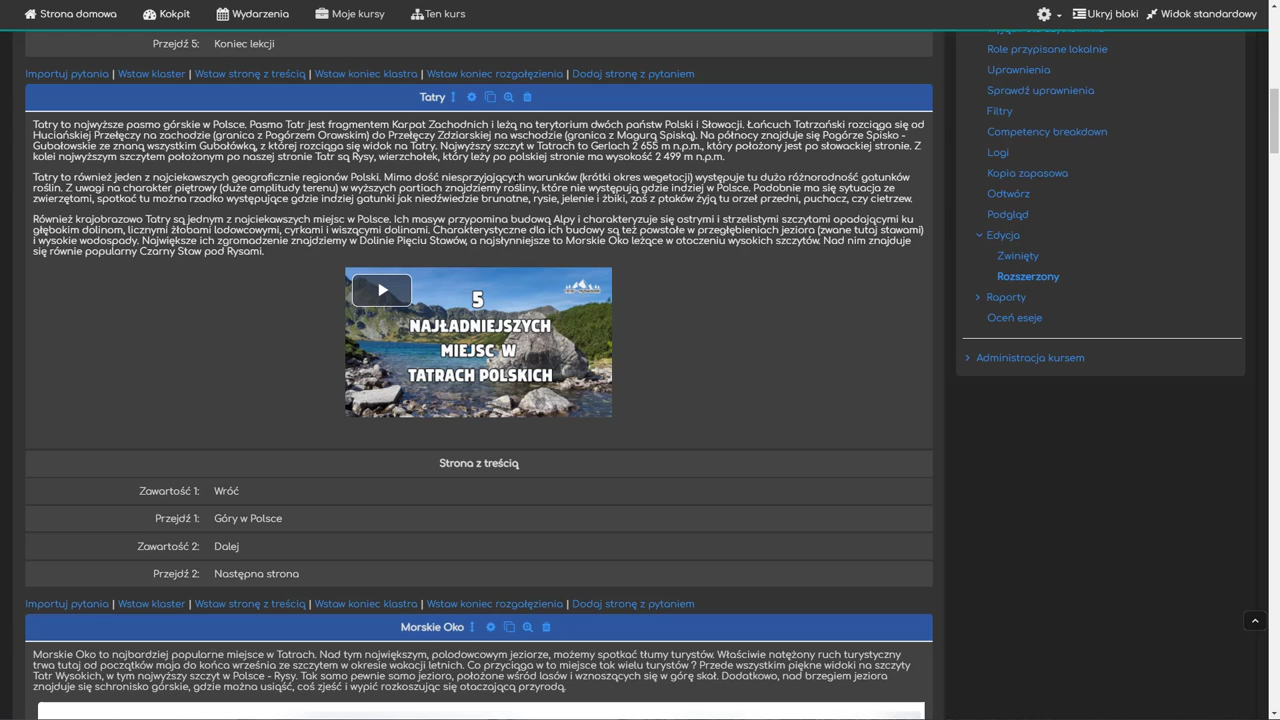 Strona domowa Kokpit Wydarzenia Moje kursy Ten kurs Ukryj bloki Widok standardowy
Przejdź 5: Koniec lekcji
Importuj pytania | Wstaw klaster | Wstaw stronę z treścią | Wstaw koniec klastra | Wstaw koniec rozgałęzienia | Dodaj stronę z pytaniem
Tatry
Tatry to najwyższe pasmo górskie w Polsce. Pasmo Tatr jest fragmentem Karpat Zachodnich i leżą na terytorium dwóch państw Polski i Słowacji. Łańcuch Tatrzański rozciąga się od
Huciańskiej Przełęczy na zachodzie (granica z Pogórzem Orawskim) do Przełęczy Zdziarskiej na wschodzie (granica z Magurą Spiską). Na północy znajduje się Pogórze Spisko -
Gubałowskie ze znaną wszystkim Gubałówką, z której rozciąga się widok na Tatry. Najwyższy szczyt w Tatrach to Gerlach 2 655 m n.p.m., który położony jest po słowackiej stronie. Z
kolei najwyższym szczytem położonym po naszej stronie Tatr są Rysy, wierzchołek, który leży po polskiej stronie ma wysokość 2 499 m n.p.m.
Tatry to również jeden z najciekawszych geograficznie regionów Polski. Mimo dość niesprzyjających warunków (krótki okres wegetacji) występuje tu duża różnorodność gatunków
roślin. Z uwagi na charakter piętrowy (duże amplitudy terenu) w wyższych partiach znajdziemy rośliny, które nie występują gdzie indziej w Polsce. Podobnie ma się sytuacja ze
zwierzętami, spotkać tu można rzadko występujące gdzie indziej gatunki jak niedźwiedzie brunatne, rysie, jelenie i żbiki, zaś z ptaków żyją tu orzeł przedni, puchacz, czy cietrzew.
Również krajobrazowo Tatry są jednym z najciekawszych miejsc w Polsce. Ich masyw przypomina budową Alpy i charakteryzuje się ostrymi i strzelistymi szczytami opadającymi ku
głębokim dolinom, licznymi żłobami lodowcowymi, cyrkami i wiszącymi dolinami. Charakterystyczne dla ich budowy są też powstałe w przegłębieniach jeziora (zwane tutaj stawami)
i wysokie wodospady. Największe ich zgromadzenie znajdziemy w Dolinie Pięciu Stawów, a najsłynniejsze to Morskie Oko leżące w otoczeniu wysokich szczytów. Nad nim znajduje
się równie popularny Czarny Staw pod Rysami.
5
NAJŁADNIEJSZYCH
MIEJSC W
TATRACH POLSKICH
Strona z treścią
Zawartość 1: Wróć
Przejdź 1: Góry w Polsce
Zawartość 2: Dalej
Przejdź 2: Następna strona
Importuj pytania | Wstaw klaster | Wstaw stronę z treścią | Wstaw koniec klastra | Wstaw koniec rozgałęzienia | Dodaj stronę z pytaniem
Morskie Oko
Morskie Oko to najbardziej popularne miejsce w Tatrach. Nad tym największym, polodowcowym jeziorze, możemy spotkać tłumy turystów. Właściwie natężony ruch turystyczny
trwa tutaj od początków maja do końca września ze szczytem w okresie wakacji letnich. Co przyciąga w to miejsce tak wielu turystów ? Przede wszystkim piękne widoki na szczyty
Tatr Wysokich, w tym najwyższy szczyt w Polsce - Rysy. Tak samo pewnie samo jezioro, położone wśród lasów i wznoszących się w górę skał. Dodatkowo, nad brzegiem jeziora
znajduje się schronisko górskie, gdzie można usiąść, coś zjeść i wypić rozkoszując się otaczającą przyrodą.
Role przypisane lokalnie
Uprawnienia
Sprawdź uprawnienia
Filtry
Competency breakdown
Logi
Kopia zapasowa
Odtwórz
Podgląd
Edycja
Zwinięty
Rozszerzony
Raporty
Oceń eseje
Administracja kursem